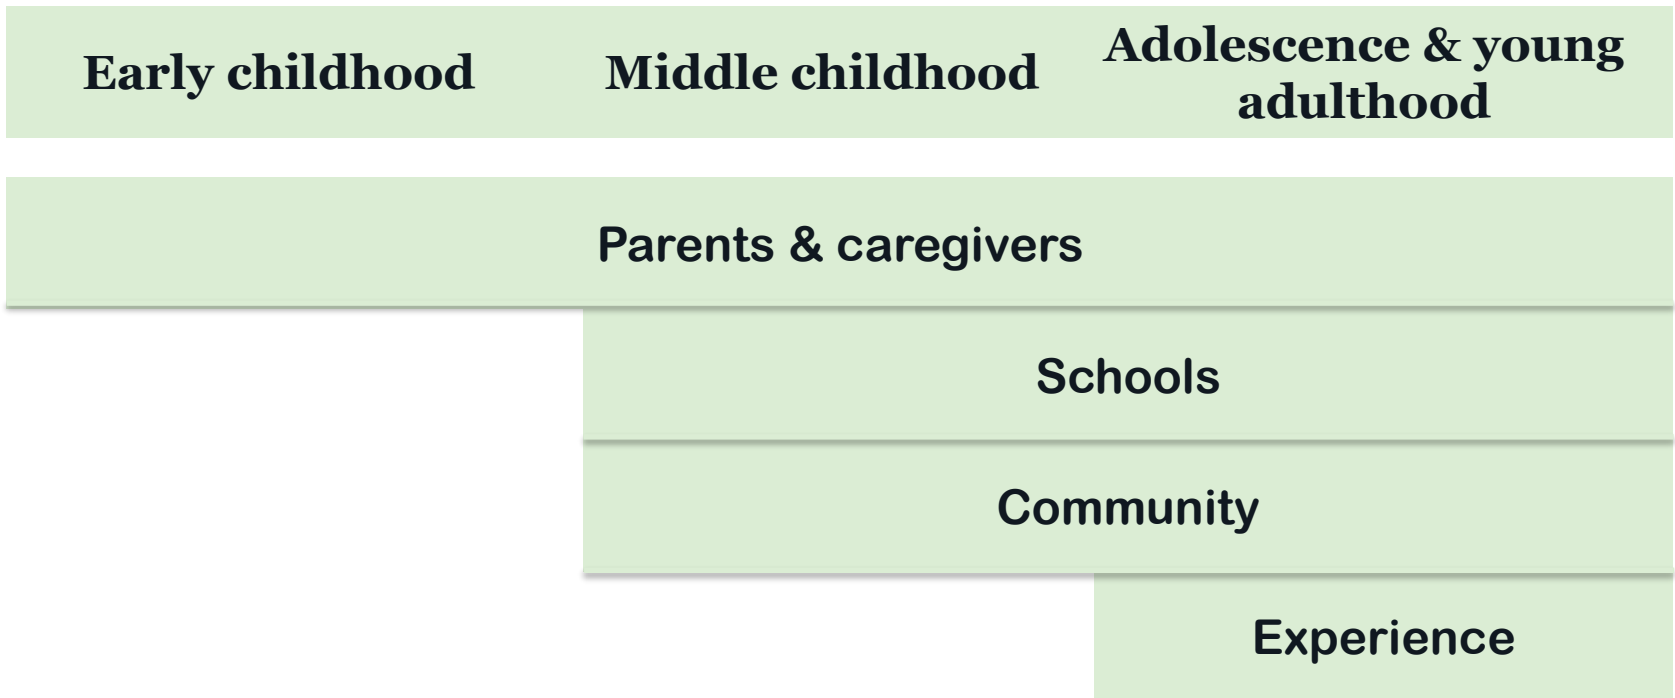 Early childhood
Middle childhood
Adolescence & young
adulthood
Parents & caregivers
Schools
Community
Experience